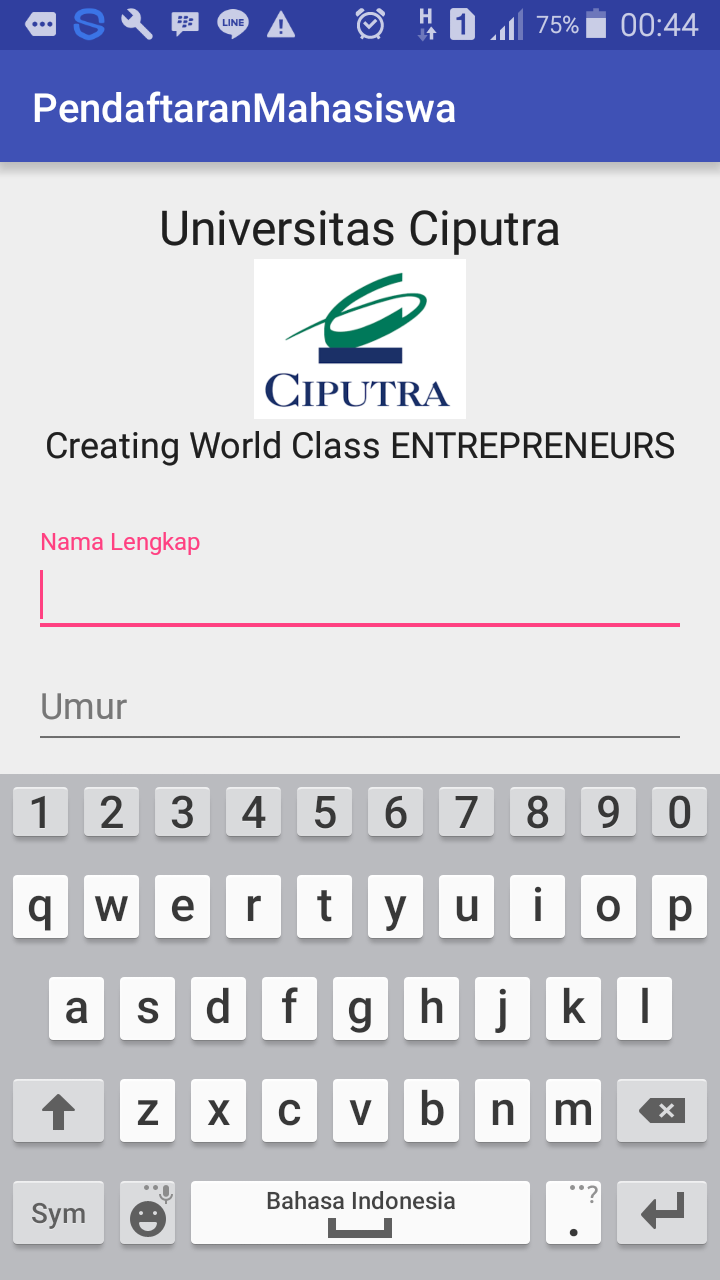 LINE H 1 75% 00:44
PendaftaranMahasiswa
Universitas Ciputra
CIPUTRA
Creating World Class ENTREPRENEURS
Nama Lengkap
Umur
1 2 3 4 5 6 7 8 9 0
q w e r t y u i o p
a s d f g h j k l
z x c v b n m
Sym Bahasa Indonesia . ?